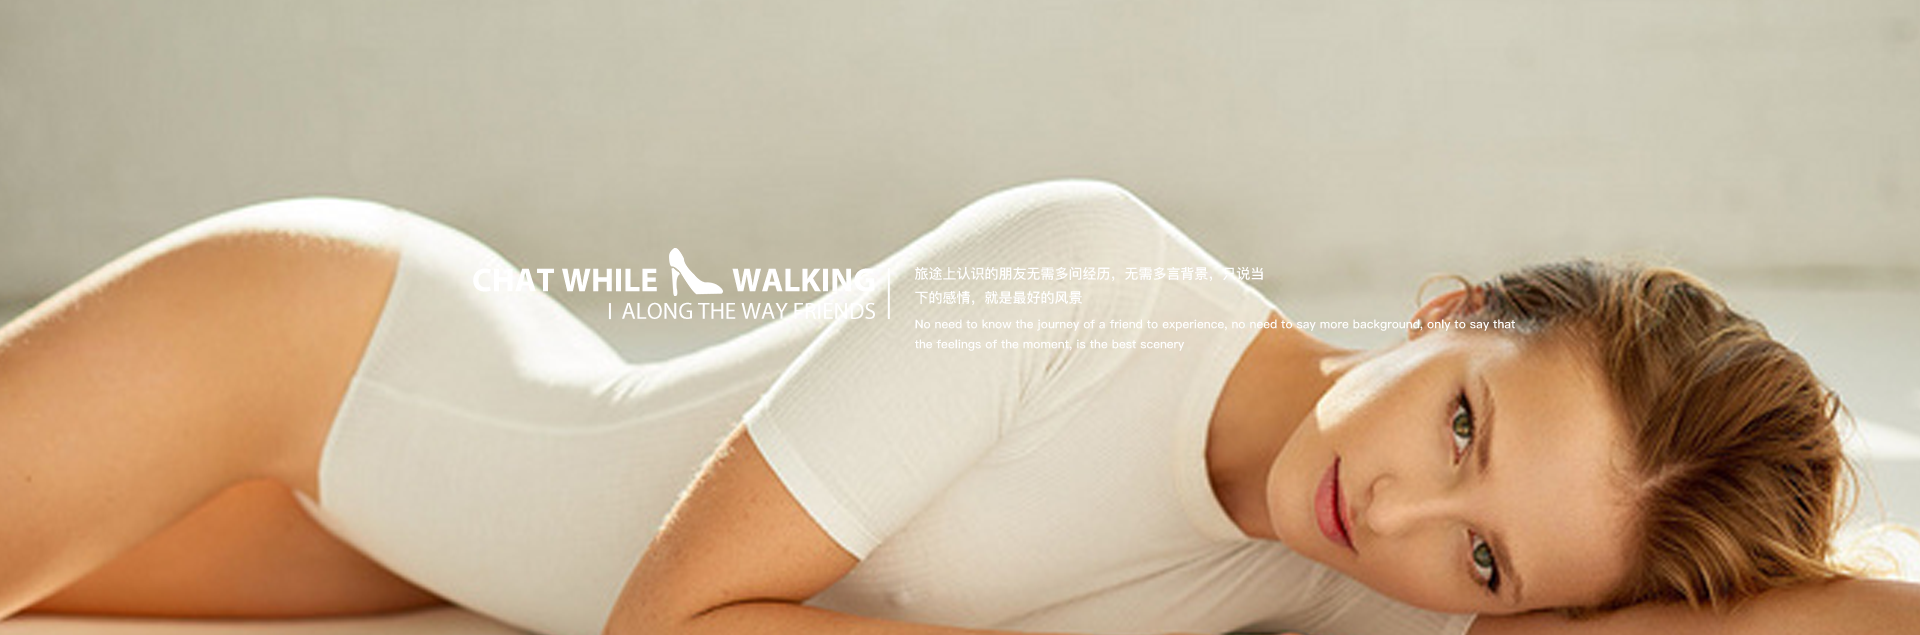 CHAT WHILE WALKING
I ALONG THE WAY FRIENDS
旅途上认识的朋友无需多问经历，无需多言背景，只说当
下的感情，就是最好的风景
No need to know the journey of a friend to experience, no need to say more background, only to say that
the feelings of the moment, is the best scenery